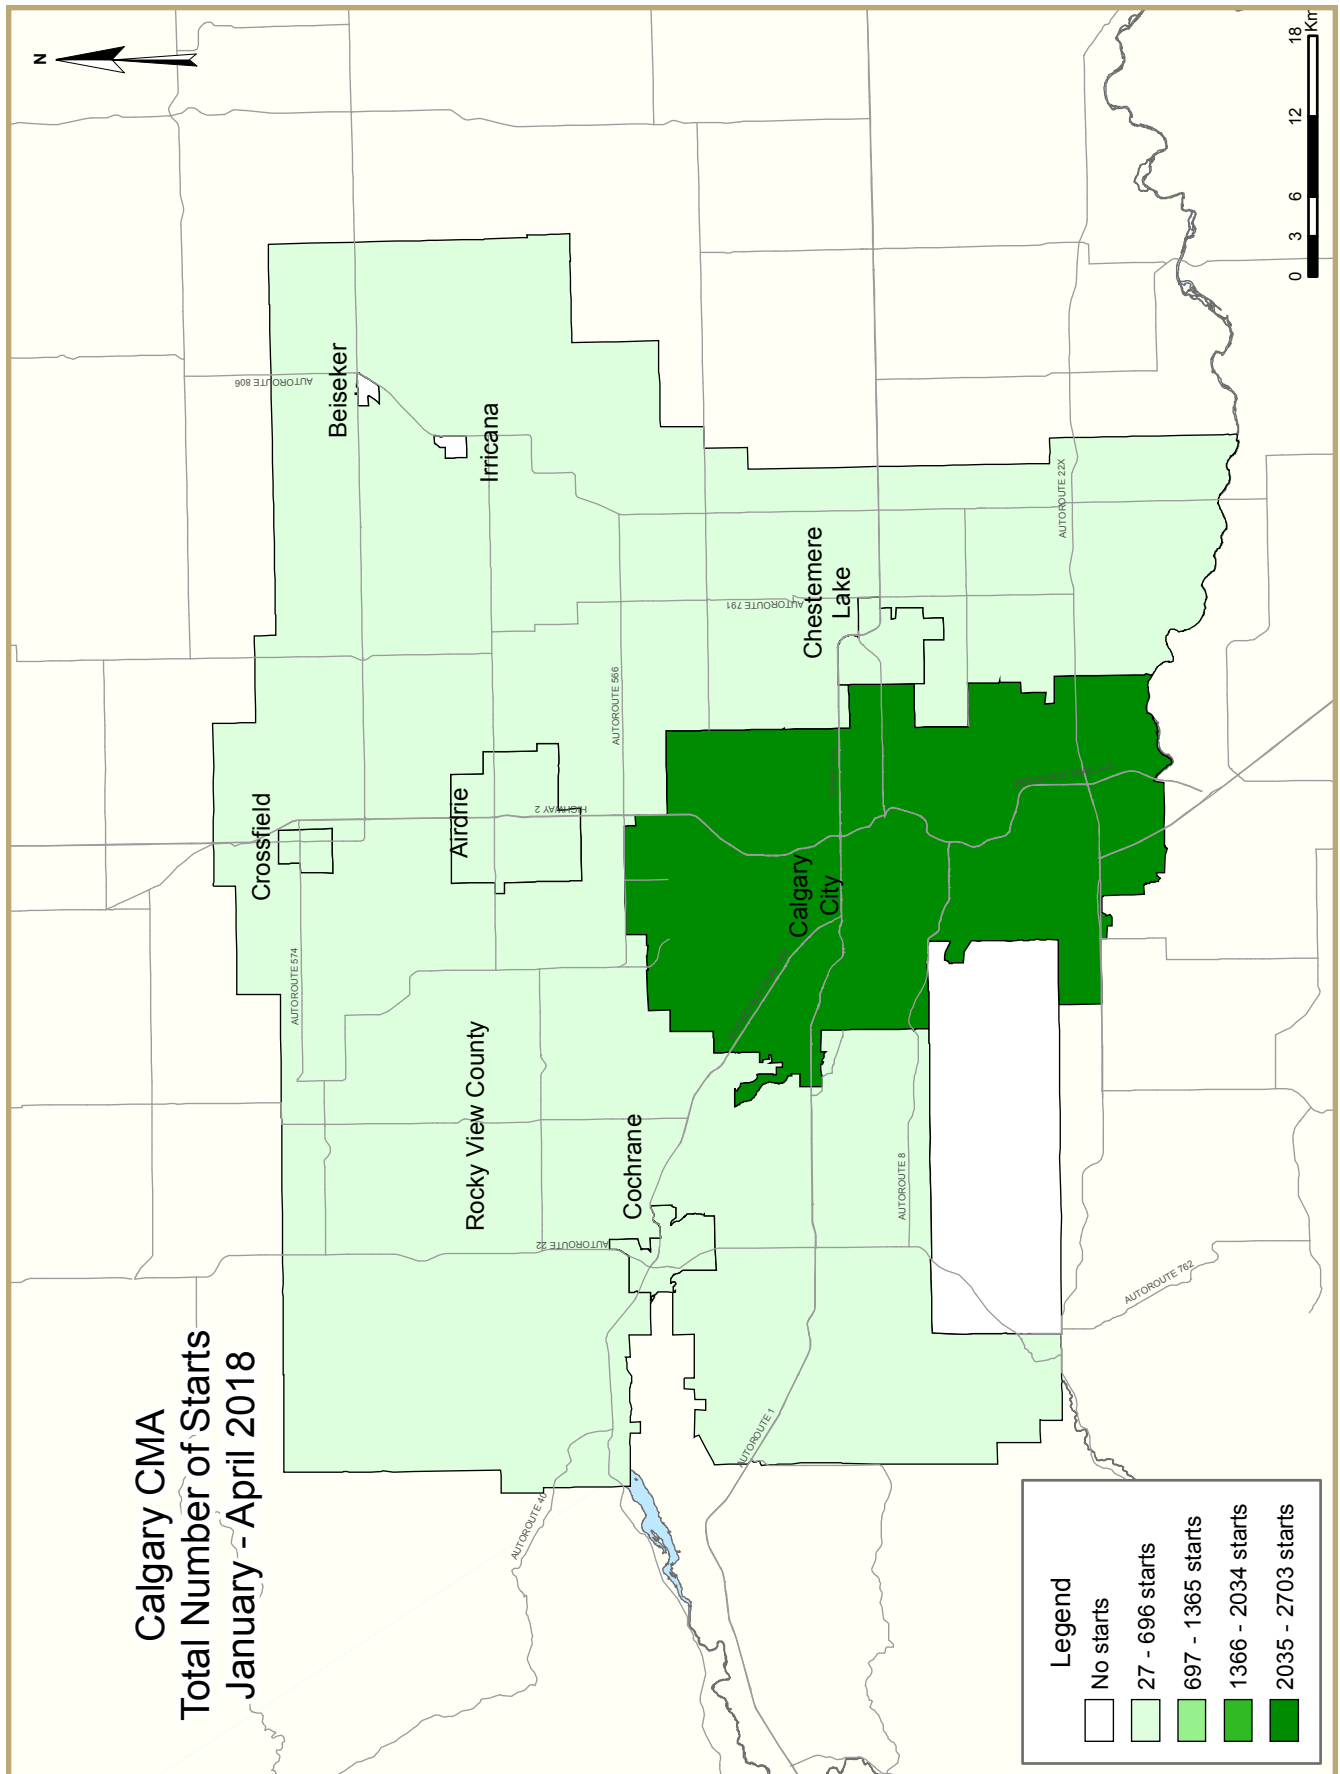 Calgary CMA
Total Number of Starts
January - April 2018
N
Beiseker
Irricana
Crossfield
Airdrie
Chestemere
Lake
Calgary
City
Rocky View County
Cochrane
AUTOROUTE 806
AUTOROUTE 574
AUTOROUTE 566
HIGHWAY 2
AUTOROUTE 791
AUTOROUTE 22X
AUTOROUTE 22
AUTOROUTE 8
AUTOROUTE 762
AUTOROUTE 1
AUTOROUTE 40
Legend
No starts
27 - 696 starts
697 - 1365 starts
1366 - 2034 starts
2035 - 2703 starts
0 3 6 12 18
Km